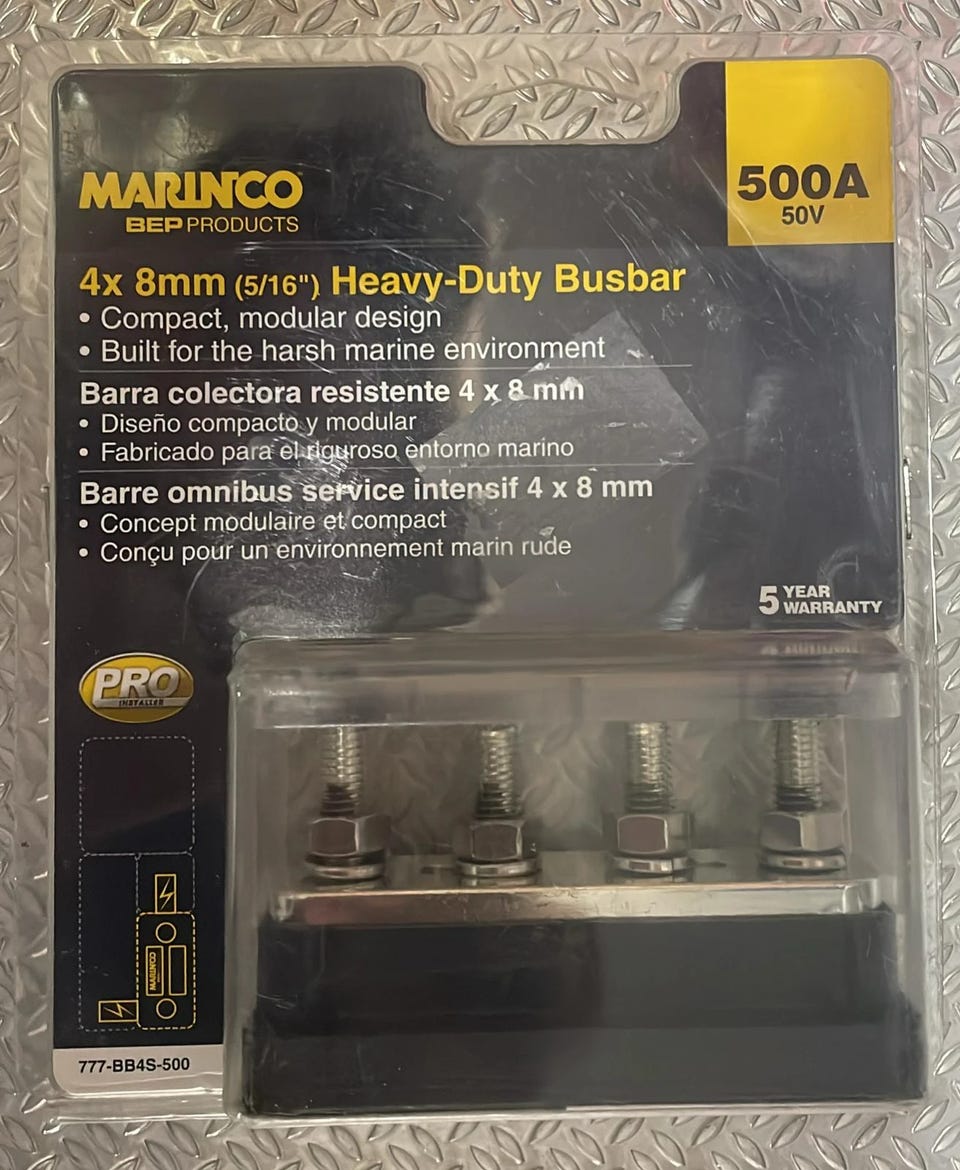 MARINCO
BEP PRODUCTS
500A
50V
4x 8mm (5/16") Heavy-Duty Busbar
• Compact, modular design
• Built for the harsh marine environment
Barra colectora resistente 4 x 8 mm
• Diseño compacto y modular
• Fabricado para el riguroso entorno marino
Barre omnibus service intensif 4 x 8 mm
• Concept modulaire et compact
• Conçu pour un environnement marin rude
5 YEAR
WARRANTY
PRO
INSTALLER
MARINCO
777-BB4S-500